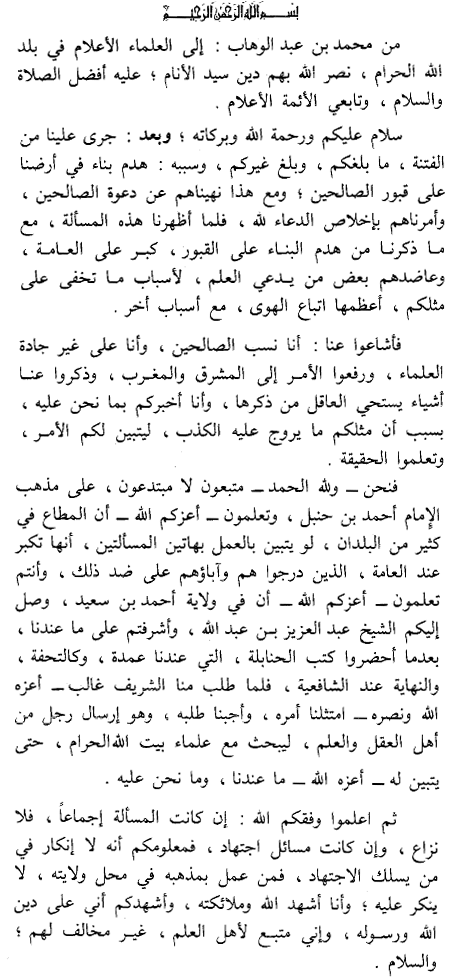 بسم الله الرحمن الرحيم
من محمد بن عبد الوهاب : إلى العلماء الأعلام في بلد
الله الحرام ، نصر الله بهم دين سيد الأنام ؛ عليه أفضل الصلاة
والسلام ، وتابعي الأئمة الأعلام .
سلام عليكم ورحمة الله وبركاته ؛ وبعد : جرى علينا من
الفتنة ، ما بلغكم ، وبلغ غيركم ، وسببه : هدم بناء في أرضنا
على قبور الصالحين ؛ ومع هذا نهيناهم عن دعوة الصالحين ،
وأمرناهم بإخلاص الدعاء لله ، فلما أظهرنا هذه المسألة ، مع
ما ذكرنا من هدم البناء على القبور ، كبر على العامة ،
وعاضدهم بعض من يدعي العلم ، لأسباب ما تخفى على
مثلكم ، أعظمها اتباع الهوى ، مع أسباب أخر .
فأشاعوا عنا : أنا نسب الصالحين ، وأنا على غير جادة
العلماء ، ورفعوا الأمر إلى المشرق والمغرب ، وذكروا عنا
أشياء يستحي العاقل من ذكرها ، وأنا أخبركم بما نحن عليه ،
بسبب أن مثلكم ما يروج عليه الكذب ، ليتبين لكم الأمر ،
وتعلموا الحقيقة .
فنحن ــ ولله الحمد ــ متبعون لا مبتدعون ، على مذهب
الإمام أحمد بن حنبل ، وتعلمون ــ أعزكم الله ــ أن المطاع في
كثير من البلدان ، لو يتبين بالعمل بهاتين المسألتين ، أنها تكبر
عند العامة ، الذين درجوا هم وآباؤهم على ضد ذلك ، وأنتم
تعلمون ــ أعزكم الله ــ أن في ولاية أحمد بن سعيد ، وصل
إليكم الشيخ عبد العزيز بن عبد الله ، وأشرفتم على ما عندنا ،
بعدما أحضروا كتب الحنابلة ، التي عندنا عمدة ، وكالتحفة ،
والنهاية عند الشافعية ، فلما طلب منا الشريف غالب ــ أعزه
الله ونصره ــ امتثلنا أمره ، وأجبنا طلبه ، وهو إرسال رجل من
أهل العقل والعلم ، ليبحث مع علماء بيت الله الحرام ، حتى
يتبين له ــ أعزه الله ــ ما عندنا ، وما نحن عليه .
ثم اعلموا وفقكم الله : إن كانت المسألة إجماعاً ، فلا
نزاع ، وإن كانت مسائل اجتهاد ، فمعلومكم أنه لا إنكار في
من يسلك الاجتهاد ، فمن عمل بمذهبه في محل ولايته ، لا
ينكر عليه ؛ وأنا أشهد الله وملائكته ، وأشهدكم أني على دين
الله ورسوله ، وإني متبع لأهل العلم ، غير مخالف لهم ؛
والسلام .